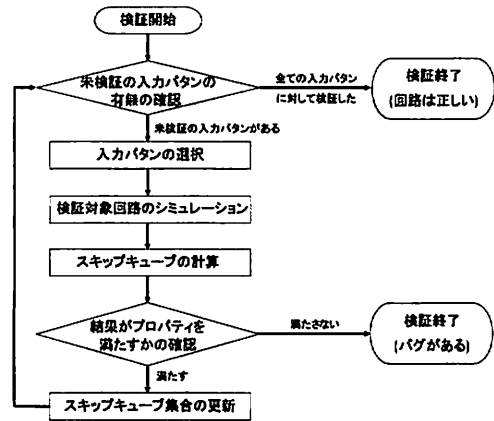 検証開始
未検証の入力パタンの
有無の確認
全ての入力パタン
に対して検証した
検証終了
(回路は正しい)
未検証の入力パタンがある
入力パタンの選択
検証対象回路のシミュレーション
スキップキューブの計算
結果がプロパティを
満たすかの確認
満たさない
検証終了
(バグがある)
満たす
スキップキューブ集合の更新